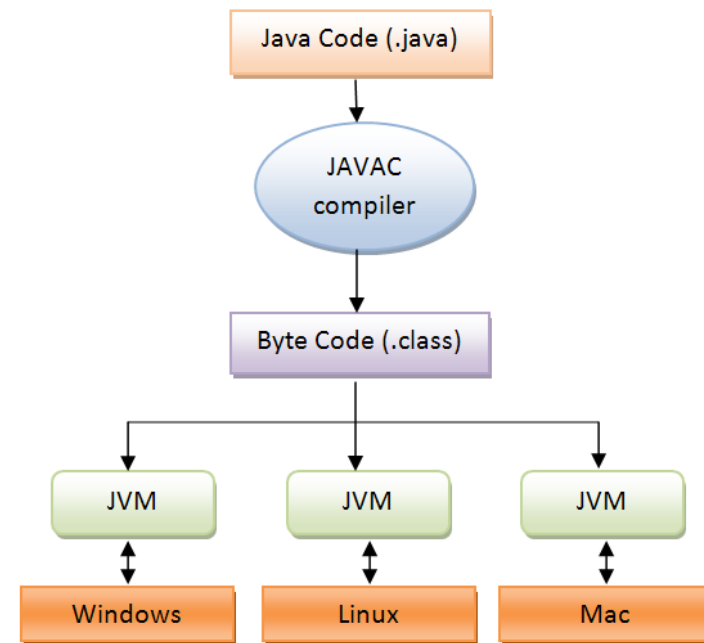 Java Code (.java)
JAVAC
compiler
Byte Code (.class)
JVM
JVM
JVM
Windows
Linux
Mac